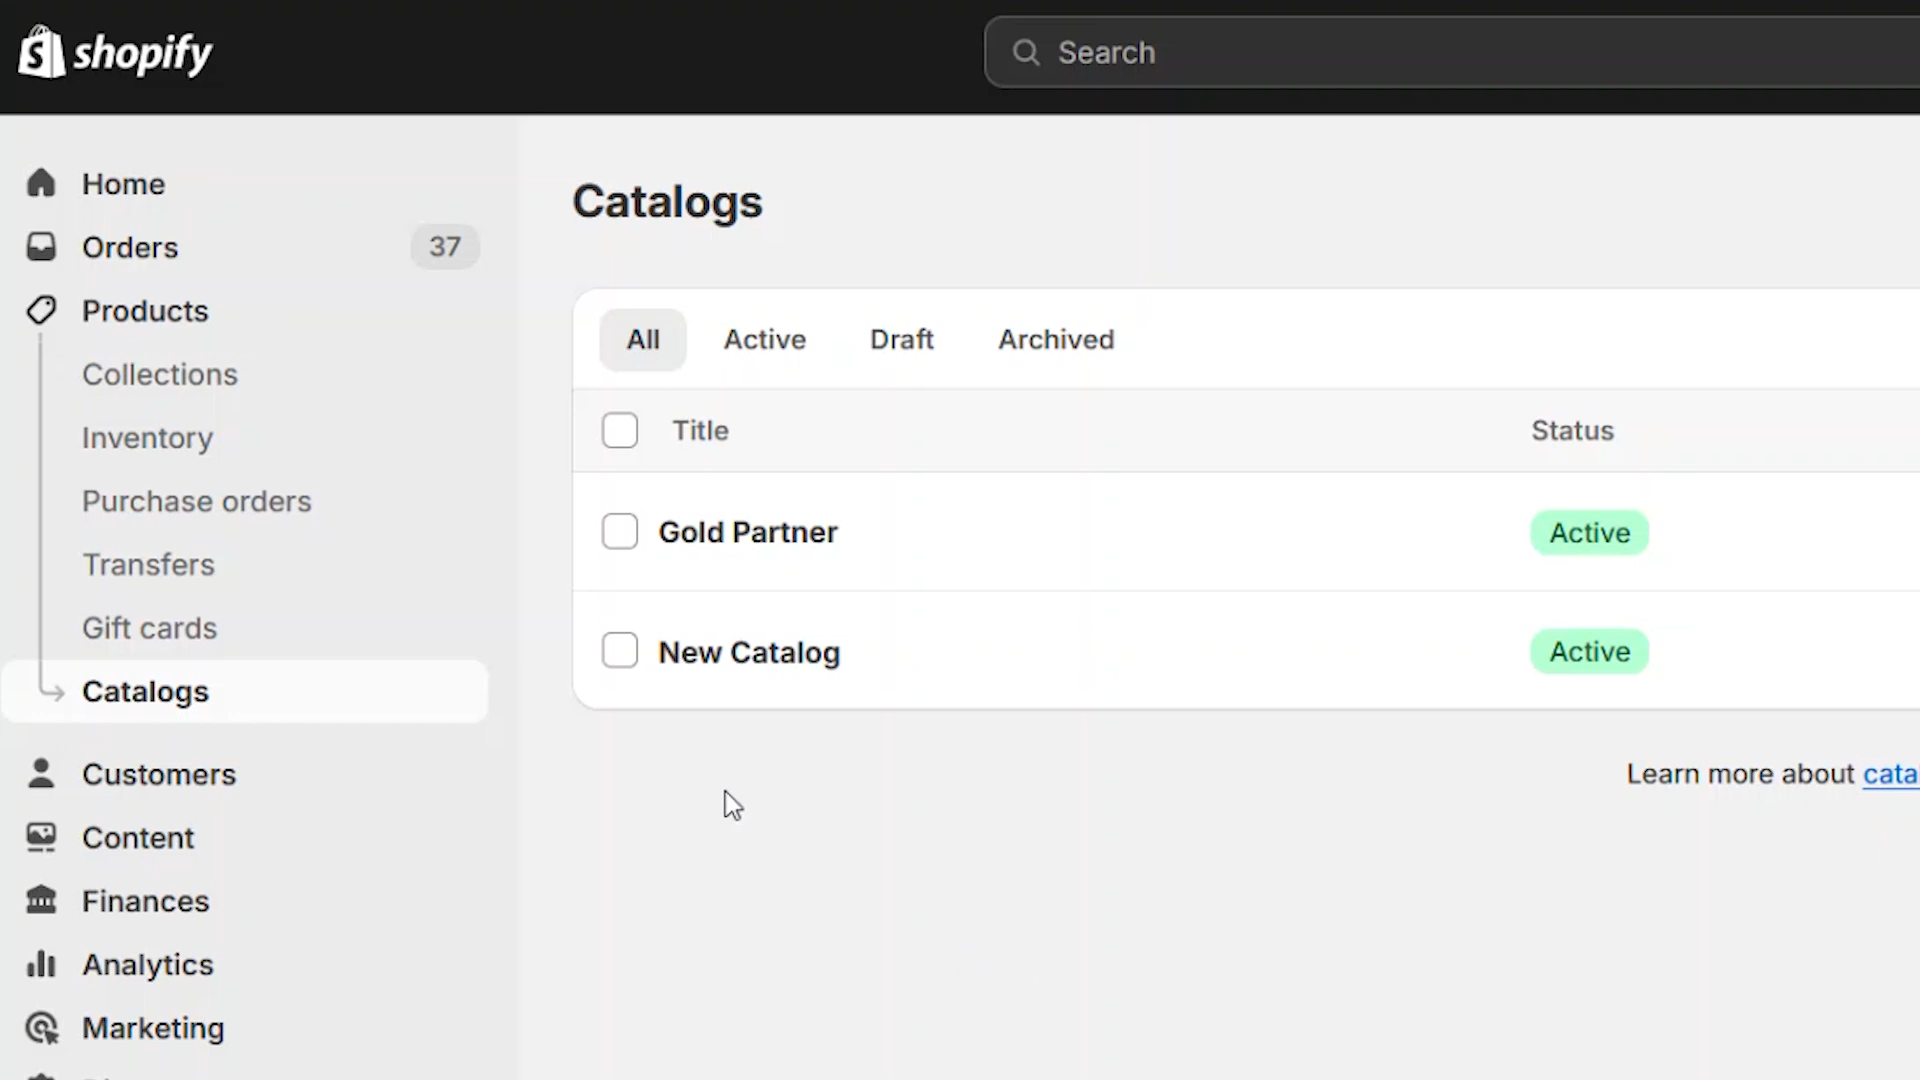 shopify
Search
Home
Orders 37
Products
Collections
Inventory
Purchase orders
Transfers
Gift cards
Catalogs
Customers
Content
Finances
Analytics
Marketing
Catalogs
All Active Draft Archived
Title Status
Gold Partner Active
New Catalog Active
Learn more about